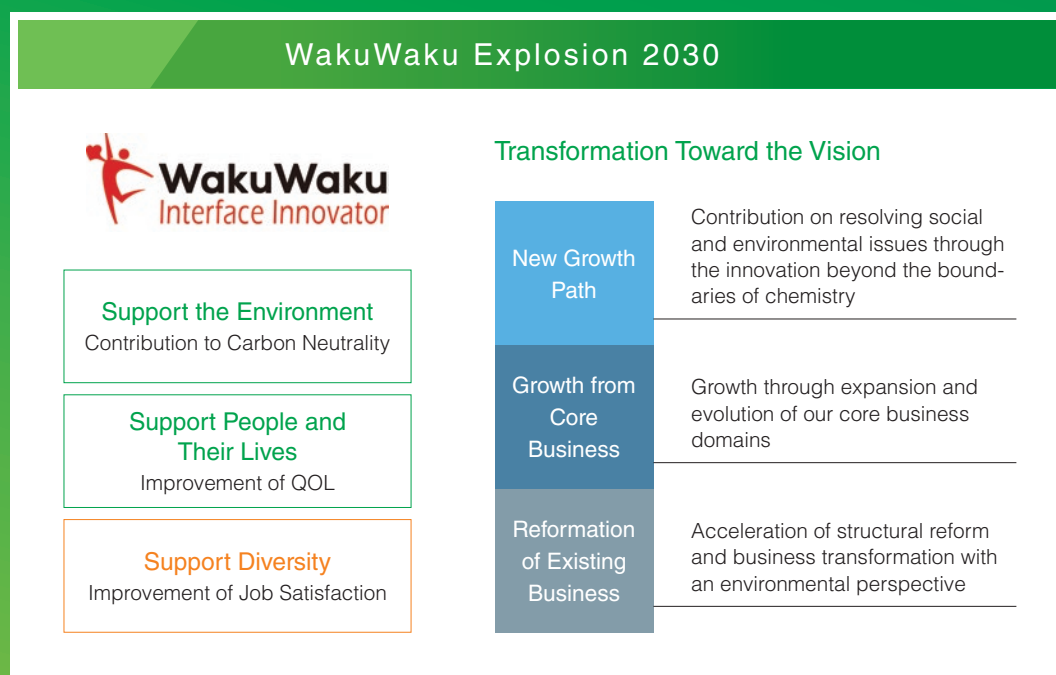 WakuWaku Explosion 2030
WakuWaku
Interface Innovator
Support the Environment
Contribution to Carbon Neutrality
Support People and
Their Lives
Improvement of QOL
Support Diversity
Improvement of Job Satisfaction
Transformation Toward the Vision
New Growth
Path
Contribution on resolving social
and environmental issues through
the innovation beyond the bound-
aries of chemistry
Growth from
Core
Business
Growth through expansion and
evolution of our core business
domains
Reformation
of Existing
Business
Acceleration of structural reform
and business transformation with
an environmental perspective